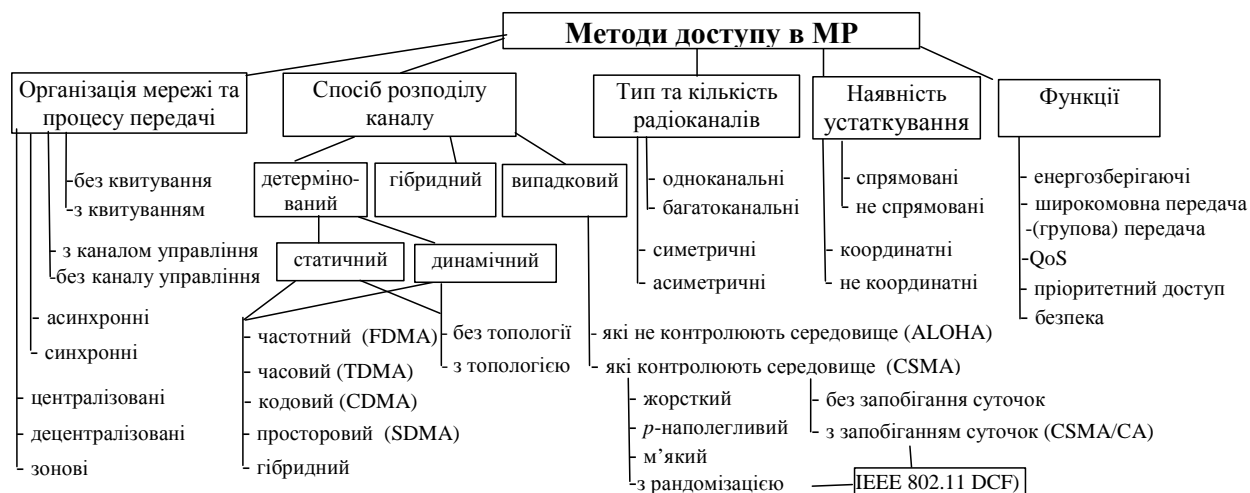 Методи доступу в МР
Організація мережі та
процесу передачі
-без квитування
-з квитуванням
- з каналом управління
-без каналу управління
- асинхронні
- синхронні
- централізовані
- децентралізовані
- зонові
Спосіб розподілу
каналу
детерміно-
ваний
гібридний
випадковий
статичний
динамічний
- частотний (FDMA)
- часовий (TDMA)
- кодовий (CDMA)
- просторовий (SDMA)
- гібридний
- без топології
- з топологією
- які не контролюють середовище (ALOHA)
- які контролюють середовище (CSMA)
- жорсткий
- р-наполегливий
- м’який
-з рандомізацією
- без запобігання суточок
- з запобіганням суточок (CSMA/CA)
IEEE 802.11 DCF)
Тип та кількість
радіоканалів
- одноканальні
- багатоканальні
- симетричні
- асиметричні
Наявність
устаткування
- спрямовані
- не спрямовані
- координатні
- не координатні
Функції
- енергозберігаючі
- широкомовна передача
-(групова) передача
-QoS
- пріоритетний доступ
- безпека